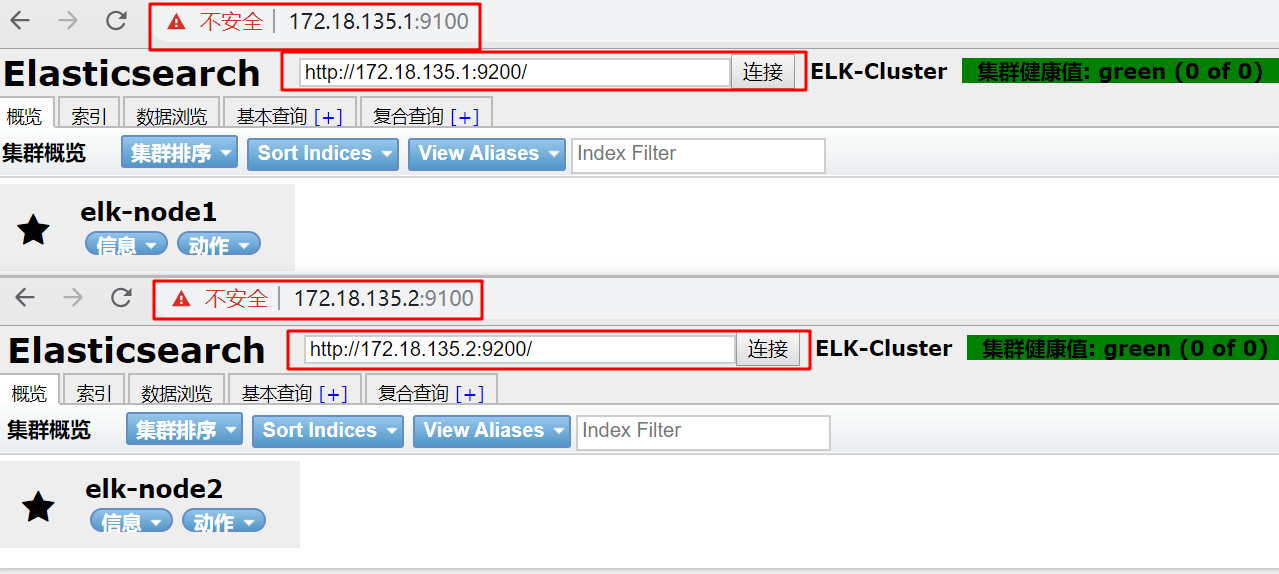 不安全 172.18.135.1:9100
Elasticsearch http://172.18.135.1:9200/ 连接 ELK-Cluster 集群健康值: green (0 of 0)
概览 索引 数据浏览 基本查询 [+] 复合查询 [+]
集群概览 集群排序 Sort Indices View Aliases Index Filter
elk-node1
信息 动作
不安全 172.18.135.2:9100
Elasticsearch http://172.18.135.2:9200/ 连接 ELK-Cluster 集群健康值: green (0 of 0)
概览 索引 数据浏览 基本查询 [+] 复合查询 [+]
集群概览 集群排序 Sort Indices View Aliases Index Filter
elk-node2
信息 动作